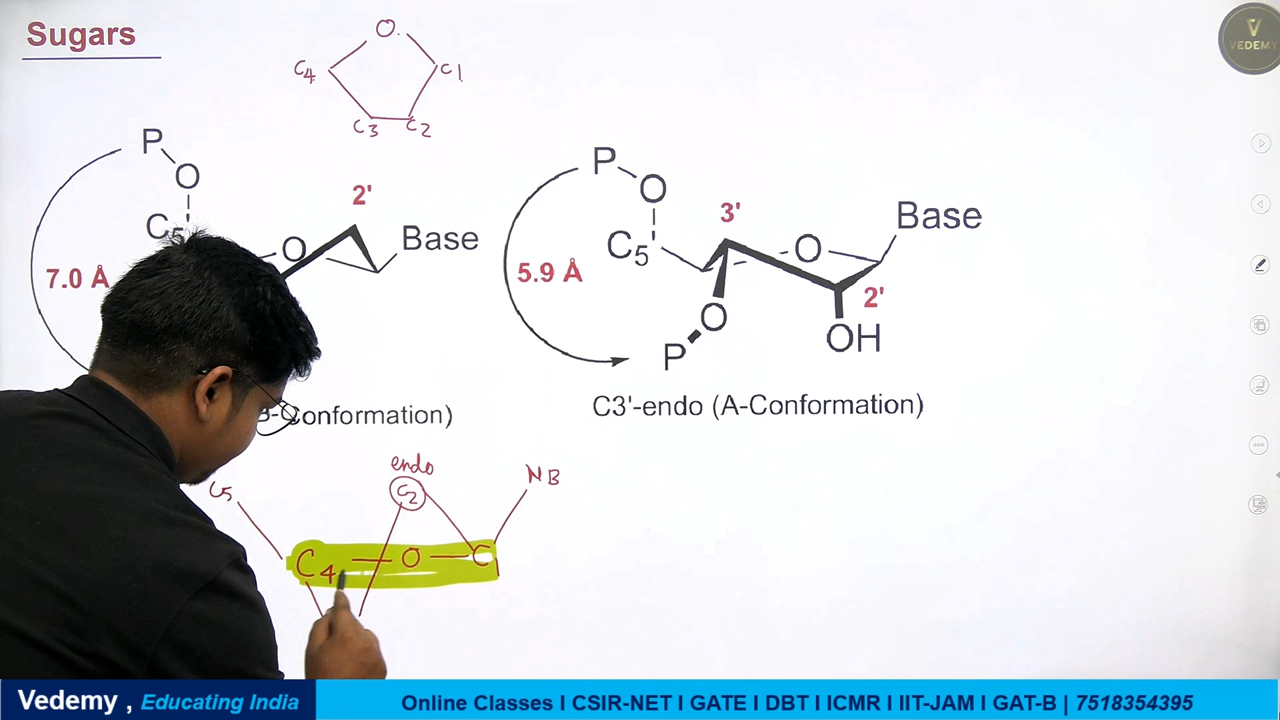 Sugars
V
VEDEMY
O
C4
C1
C3
C2
P
O
C5'
2'
O
Base
7.0 Å
P
O
C5'
3'
O
Base
5.9 Å
2'
O
OH
P
-Conformation)
C3'-endo (A-Conformation)
endo
C5
C2
NB
C4
O
C1
Vedemy , Educating India
Online Classes I CSIR-NET I GATE I DBT I ICMR I IIT-JAM I GAT-B | 7518354395